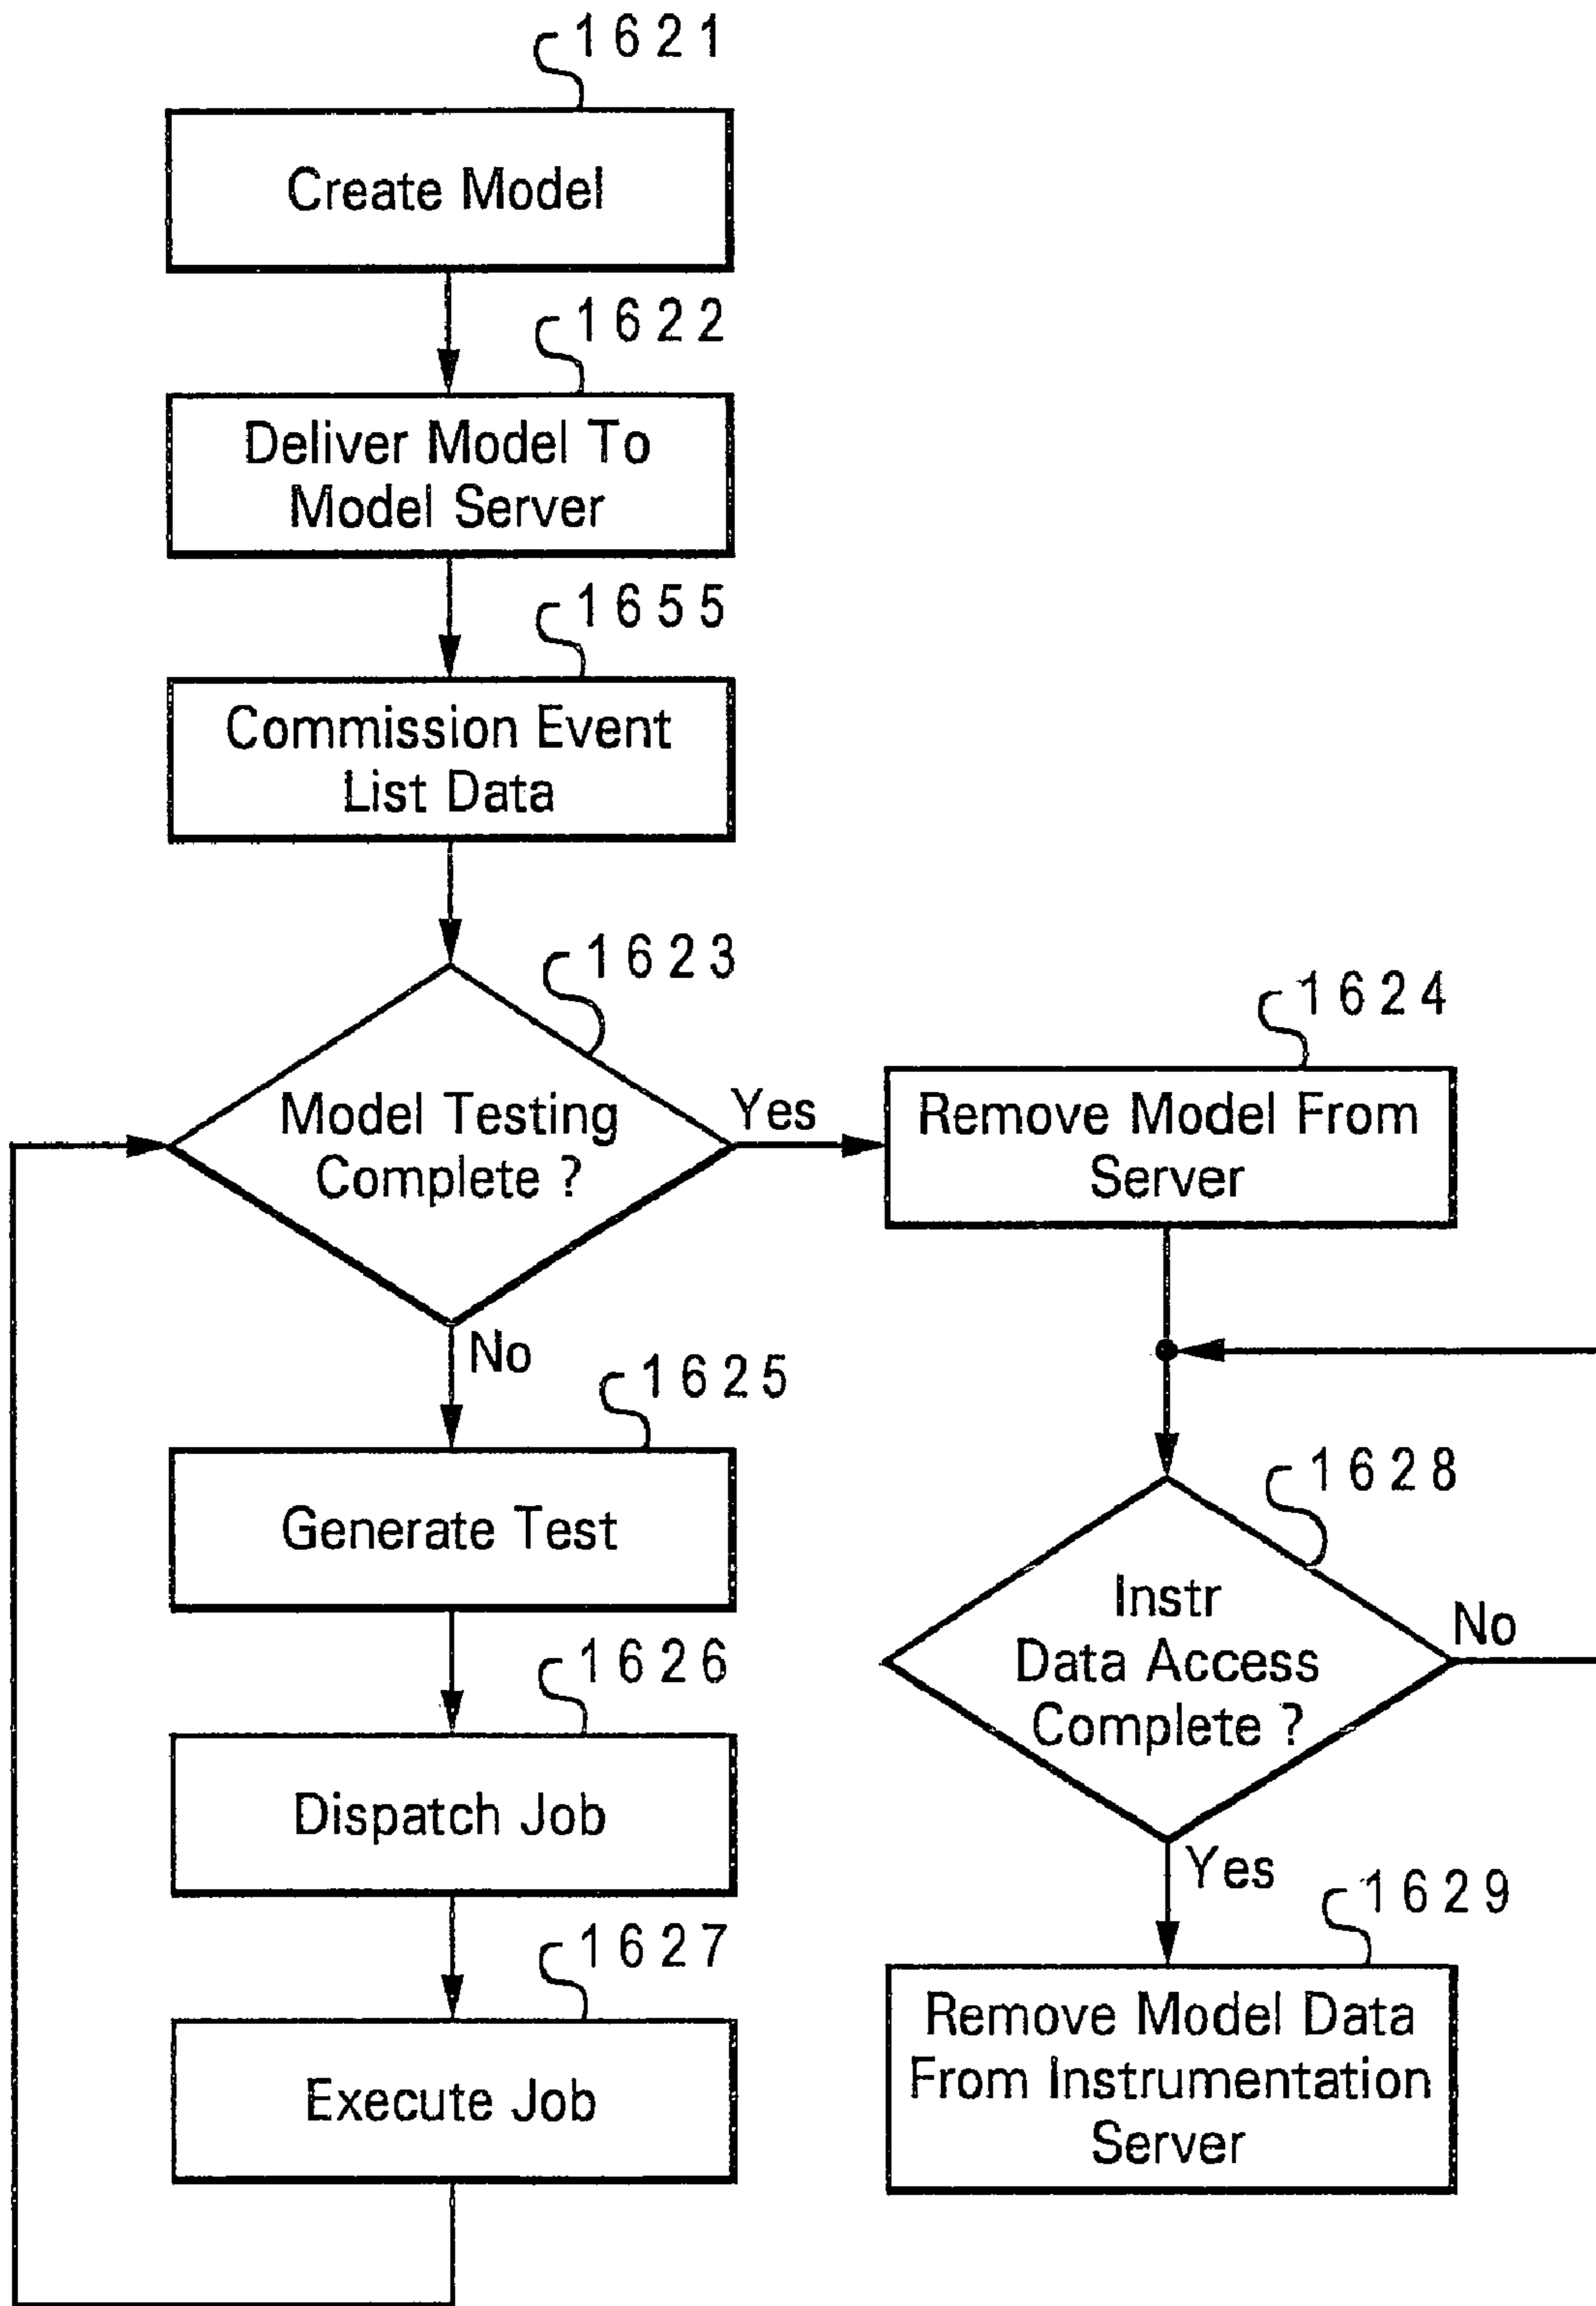 1621
Create Model
1622
Deliver Model To
Model Server
1655
Commission Event
List Data
1623
Model Testing
Complete ?
Yes
No
1624
Remove Model From
Server
1625
Generate Test
1626
Dispatch Job
1627
Execute Job
1628
Instr
Data Access
Complete ?
No
Yes
1629
Remove Model Data
From Instrumentation
Server